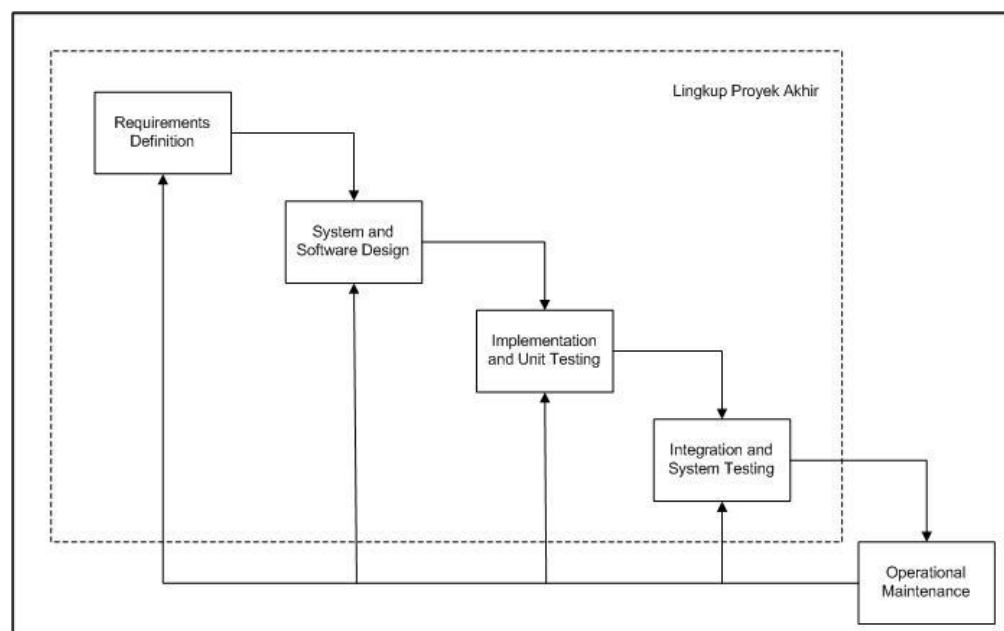 Lingkup Proyek Akhir
Requirements
Definition
System and
Software Design
Implementation
and Unit Testing
Integration and
System Testing
Operational
Maintenance